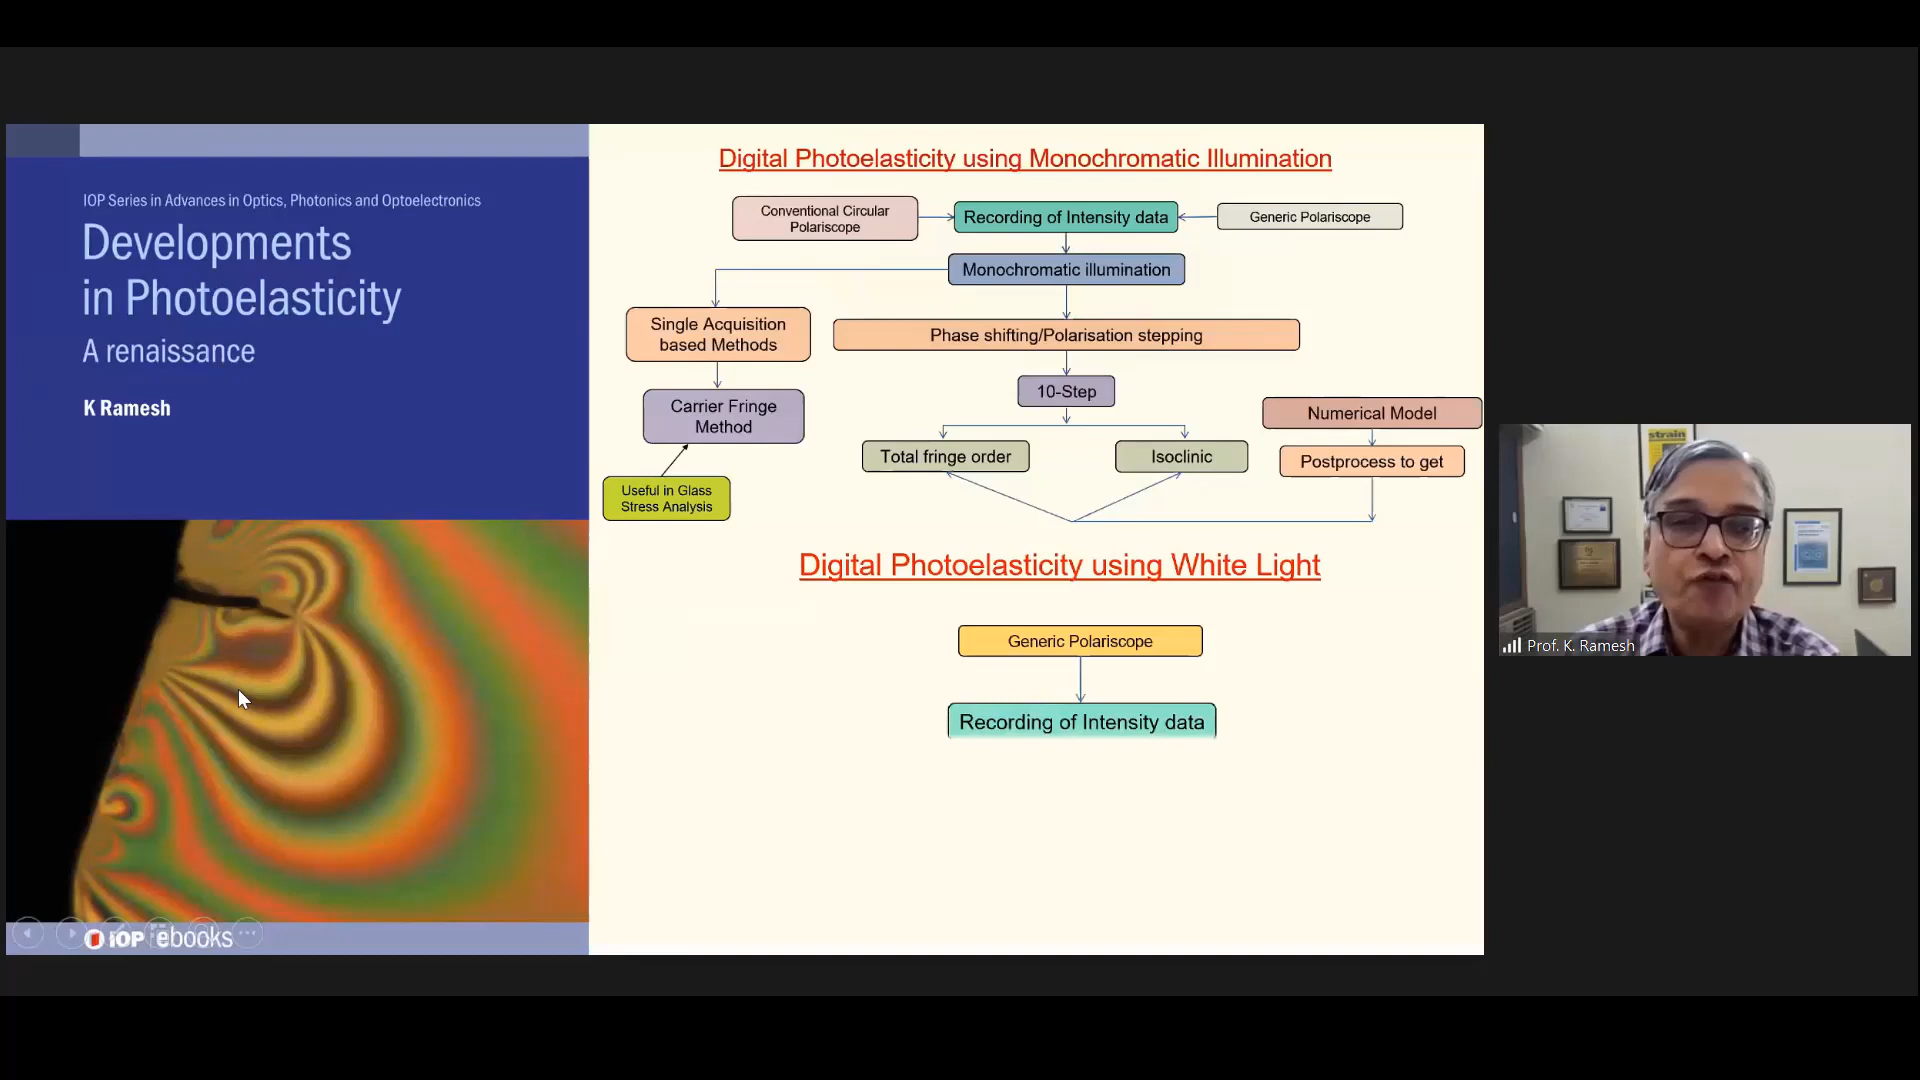 IOP Series in Advances in Optics, Photonics and Optoelectronics
Developments
in Photoelasticity
A renaissance
K Ramesh
IOP ebooks
Digital Photoelasticity using Monochromatic Illumination
Conventional Circular
Polariscope
Recording of Intensity data
Generic Polariscope
Monochromatic illumination
Single Acquisition
based Methods
Phase shifting/Polarisation stepping
Carrier Fringe
Method
10-Step
Numerical Model
Total fringe order
Isoclinic
Postprocess to get
Useful in Glass
Stress Analysis
Digital Photoelasticity using White Light
Generic Polariscope
Recording of Intensity data
strain
Prof. K. Ramesh